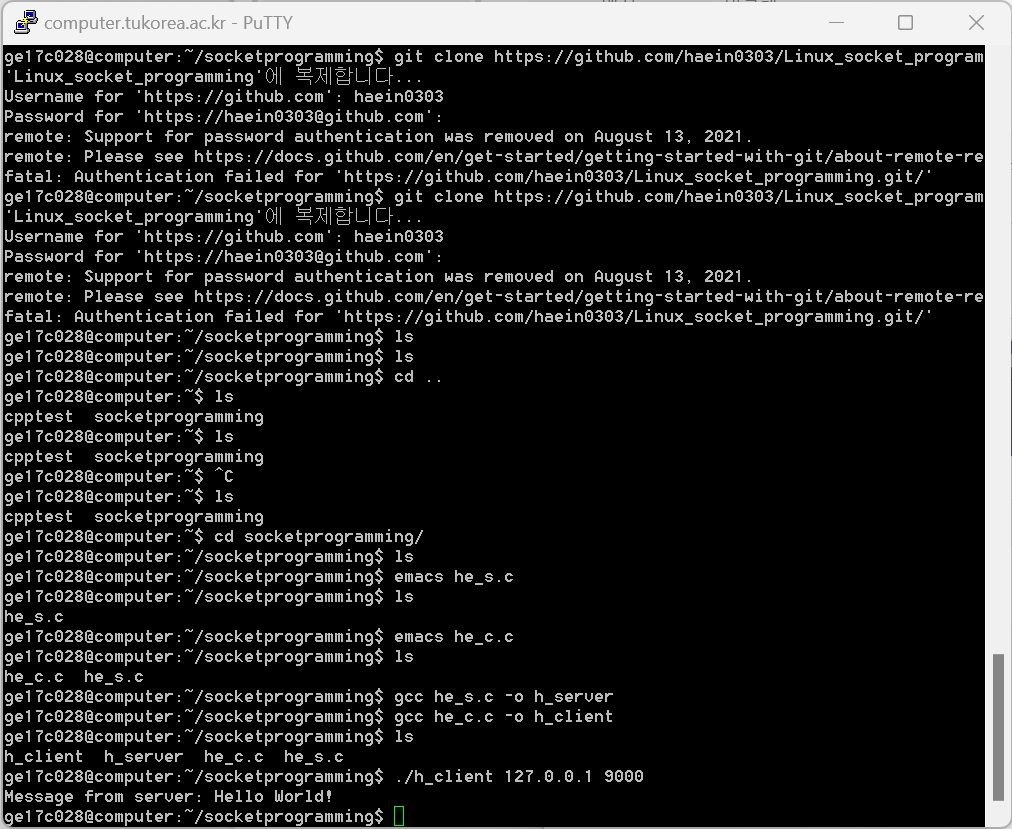 computer.tukorea.ac.kr - PuTTY
ge17c028@computer:~/socketprogramming$ git clone https://github.com/haein0303/Linux_socket_program
'Linux_socket_programming'에 복제합니다...
Username for 'https://github.com': haein0303
Password for 'https://haein0303@github.com':
remote: Support for password authentication was removed on August 13, 2021.
remote: Please see https://docs.github.com/en/get-started/getting-started-with-git/about-remote-re
fatal: Authentication failed for 'https://github.com/haein0303/Linux_socket_programming.git/'
ge17c028@computer:~/socketprogramming$ git clone https://github.com/haein0303/Linux_socket_program
'Linux_socket_programming'에 복제합니다...
Username for 'https://github.com': haein0303
Password for 'https://haein0303@github.com':
remote: Support for password authentication was removed on August 13, 2021.
remote: Please see https://docs.github.com/en/get-started/getting-started-with-git/about-remote-re
fatal: Authentication failed for 'https://github.com/haein0303/Linux_socket_programming.git/'
ge17c028@computer:~/socketprogramming$ ls
ge17c028@computer:~/socketprogramming$ ls
ge17c028@computer:~/socketprogramming$ cd ..
ge17c028@computer:~$ ls
cpptest  socketprogramming
ge17c028@computer:~$ ls
cpptest  socketprogramming
ge17c028@computer:~$ ^C
ge17c028@computer:~$ ls
cpptest  socketprogramming
ge17c028@computer:~$ cd socketprogramming/
ge17c028@computer:~/socketprogramming$ ls
ge17c028@computer:~/socketprogramming$ emacs he_s.c
ge17c028@computer:~/socketprogramming$ ls
he_s.c
ge17c028@computer:~/socketprogramming$ emacs he_c.c
ge17c028@computer:~/socketprogramming$ ls
he_c.c  he_s.c
ge17c028@computer:~/socketprogramming$ gcc he_s.c -o h_server
ge17c028@computer:~/socketprogramming$ gcc he_c.c -o h_client
ge17c028@computer:~/socketprogramming$ ls
h_client  h_server  he_c.c  he_s.c
ge17c028@computer:~/socketprogramming$ ./h_client 127.0.0.1 9000
Message from server: Hello World!
ge17c028@computer:~/socketprogramming$